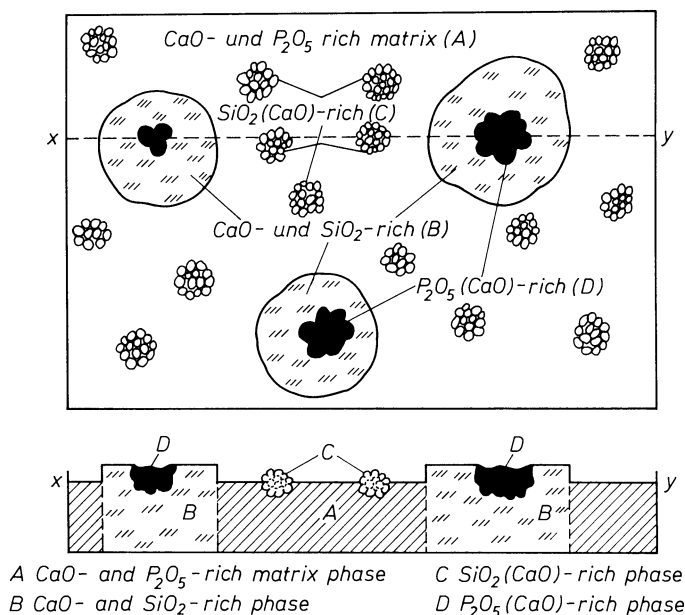 CaO- und P₂O₅ rich matrix (A)
SiO₂(CaO)-rich (C)
x y
CaO- und SiO₂-rich (B)
P₂O₅(CaO)-rich (D)
D C D
x y
B A B
A CaO- and P₂O₅-rich matrix phase C SiO₂(CaO)-rich phase
B CaO- and SiO₂-rich phase D P₂O₅(CaO)-rich phase